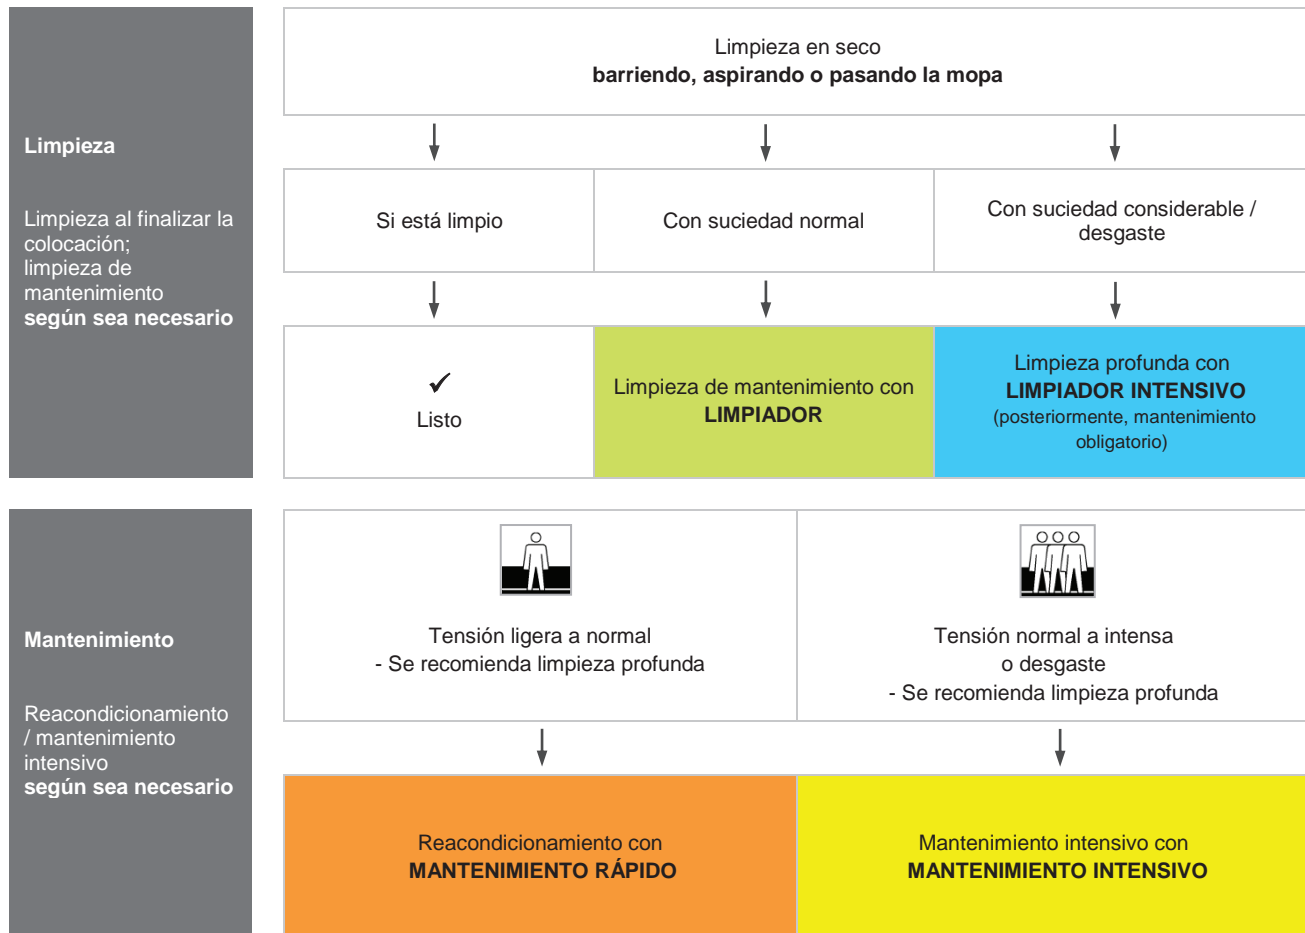 Limpieza en seco
barriendo, aspirando o pasando la mopa
Limpieza
Limpieza al finalizar la
colocación;
limpieza de
mantenimiento
según sea necesario
Si está limpio
Con suciedad normal
Con suciedad considerable /
desgaste
✓
Listo
Limpieza de mantenimiento con
LIMPIADOR
Limpieza profunda con
LIMPIADOR INTENSIVO
(posteriormente, mantenimiento
obligatorio)
Mantenimiento
Reacondicionamiento
/ mantenimiento
intensivo
según sea necesario
Tensión ligera a normal
- Se recomienda limpieza profunda
Tensión normal a intensa
o desgaste
- Se recomienda limpieza profunda
Reacondicionamiento con
MANTENIMIENTO RÁPIDO
Mantenimiento intensivo con
MANTENIMIENTO INTENSIVO